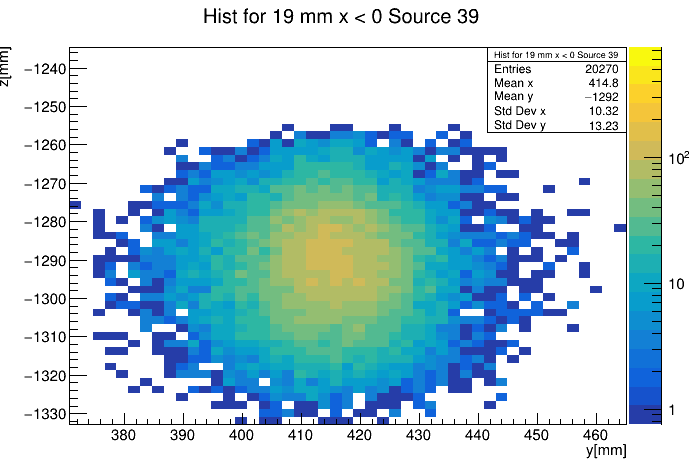 Hist for 19 mm x < 0 Source 39
z[mm]
Hist for 19 mm x < 0 Source 39
Entries 20270
Mean x 414.8
Mean y −1292
Std Dev x 10.32
Std Dev y 13.23
−1240
−1250
−1260
−1270
−1280
−1290
−1300
−1310
−1320
−1330
380 390 400 410 420 430 440 450 460
y[mm]
10²
10
1